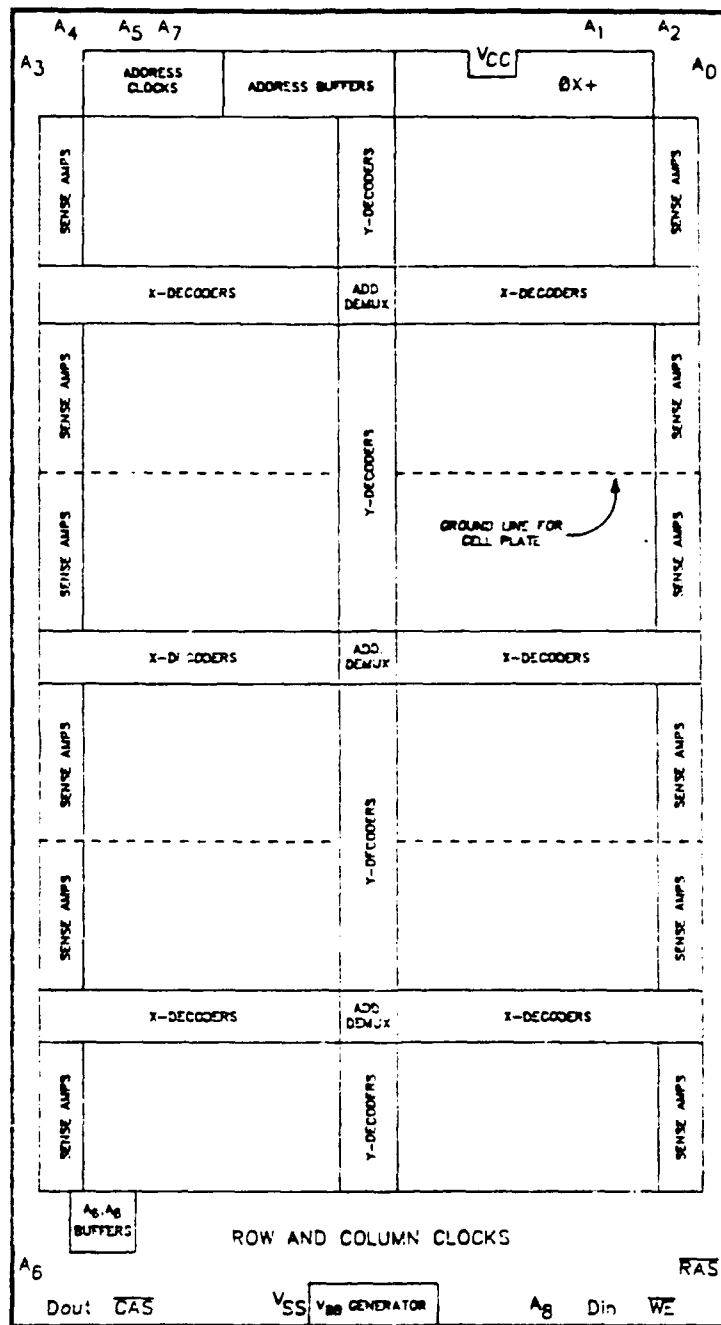 A4 A5 A7 A1 A2
A3 VCC A0
ADDRESS CLOCKS ADDRESS BUFFERS ØX+
SENSE AMPS Y-DECODERS SENSE AMPS
X-DECODERS ADD DEMUX X-DECODERS
SENSE AMPS Y-DECODERS SENSE AMPS
GROUND LINE FOR
CELL PLATE
SENSE AMPS SENSE AMPS
X-DECODERS ADD. DEMUX X-DECODERS
SENSE AMPS Y-DECODERS SENSE AMPS
SENSE AMPS SENSE AMPS
X-DECODERS ADD DEMUX X-DECODERS
SENSE AMPS Y-DECODERS SENSE AMPS
A6, A8
BUFFERS
ROW AND COLUMN CLOCKS
A6 R̅A̅S̅
Dout C̅A̅S̅ VSS VBB GENERATOR A8 Din W̅E̅